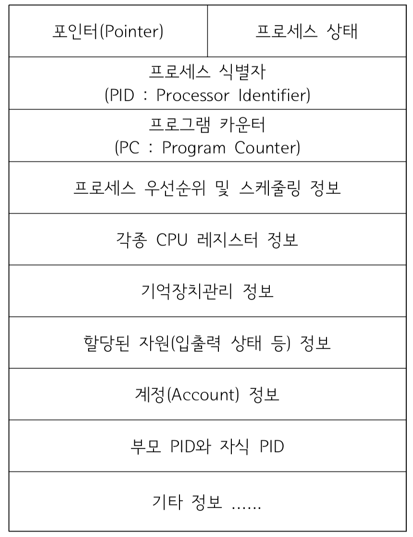 포인터(Pointer)
프로세스 상태
프로세스 식별자
(PID : Processor Identifier)
프로그램 카운터
(PC : Program Counter)
프로세스 우선순위 및 스케줄링 정보
각종 CPU 레지스터 정보
기억장치관리 정보
할당된 자원(입출력 상태 등) 정보
계정(Account) 정보
부모 PID와 자식 PID
기타 정보 ……